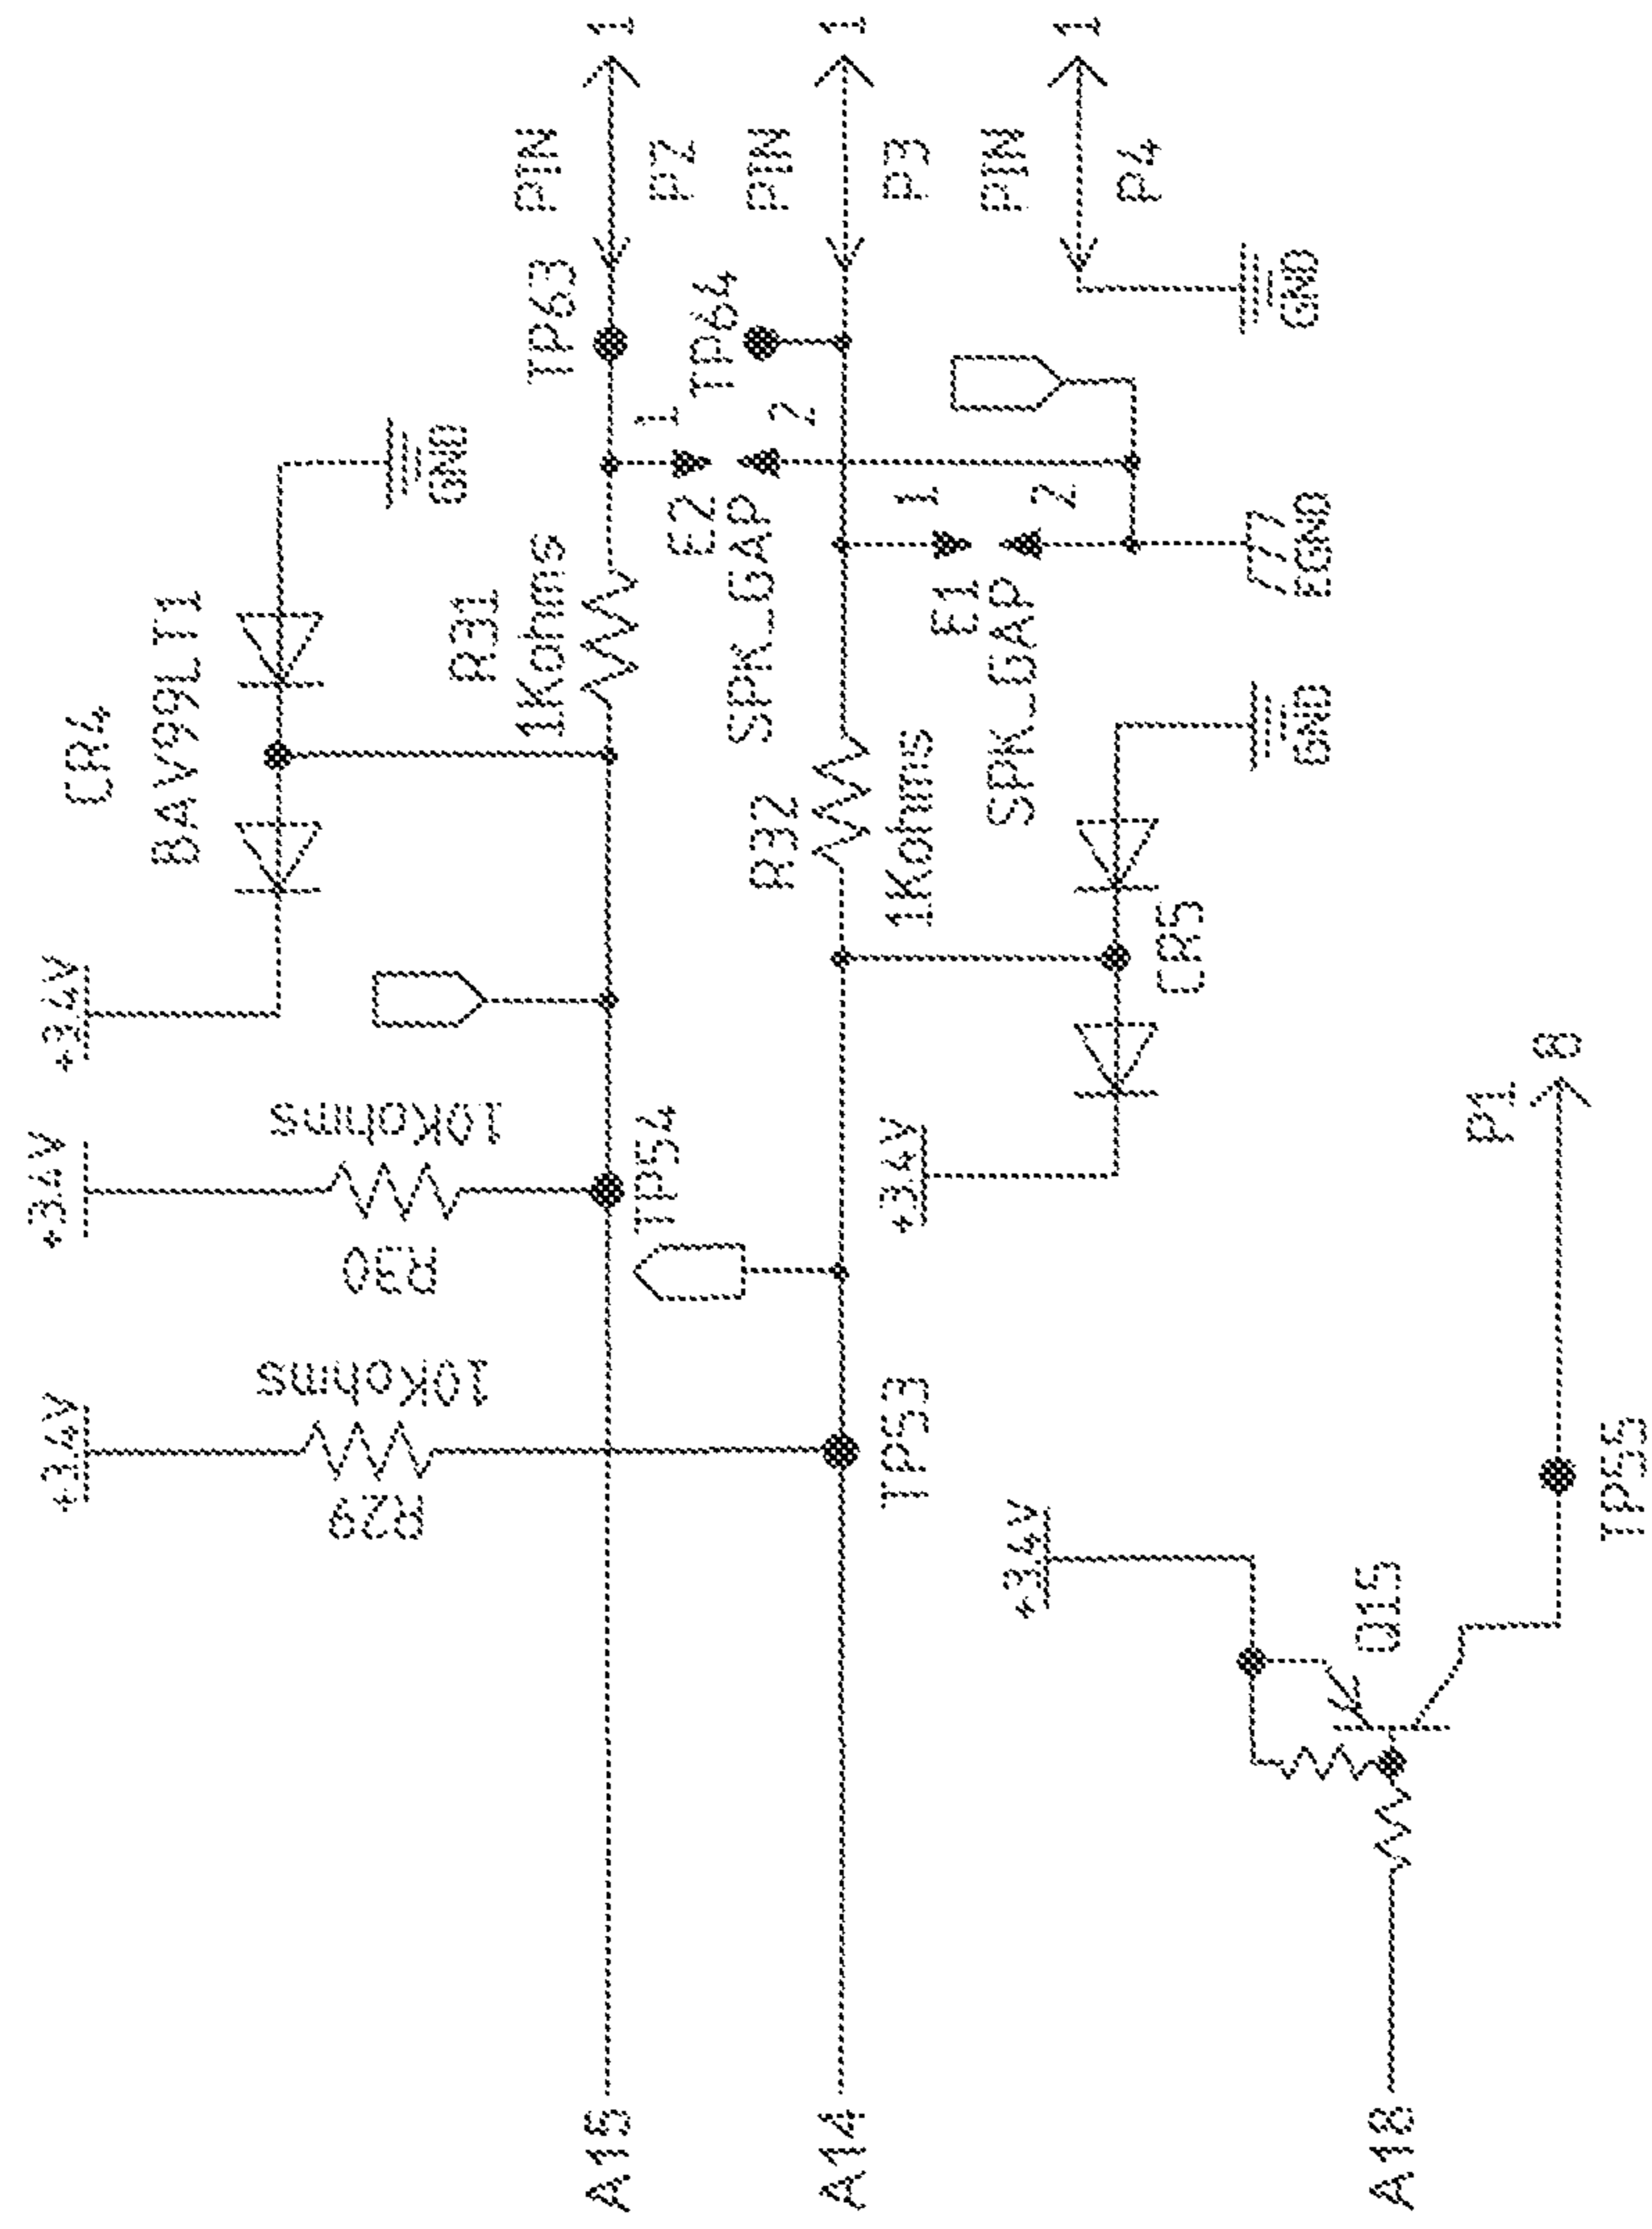 +3.4V
+3.4V
+3.4V
CR4
BAV99LT1
GND
R29
10Kohms
R30
10Kohms
R31
1Kohms
TP63
PIN
1
A15
TP54
E2
SPK_GAP
1
2
P2
TP64
PIN
1
R32
1Kohms
A14
TP53
P3
+3.4V
E1
SPK_GAP
1
2
PIN
1
P4
CR5
GND
EGND
GND
+3.4V
Q15
A18
P1
8
TP55